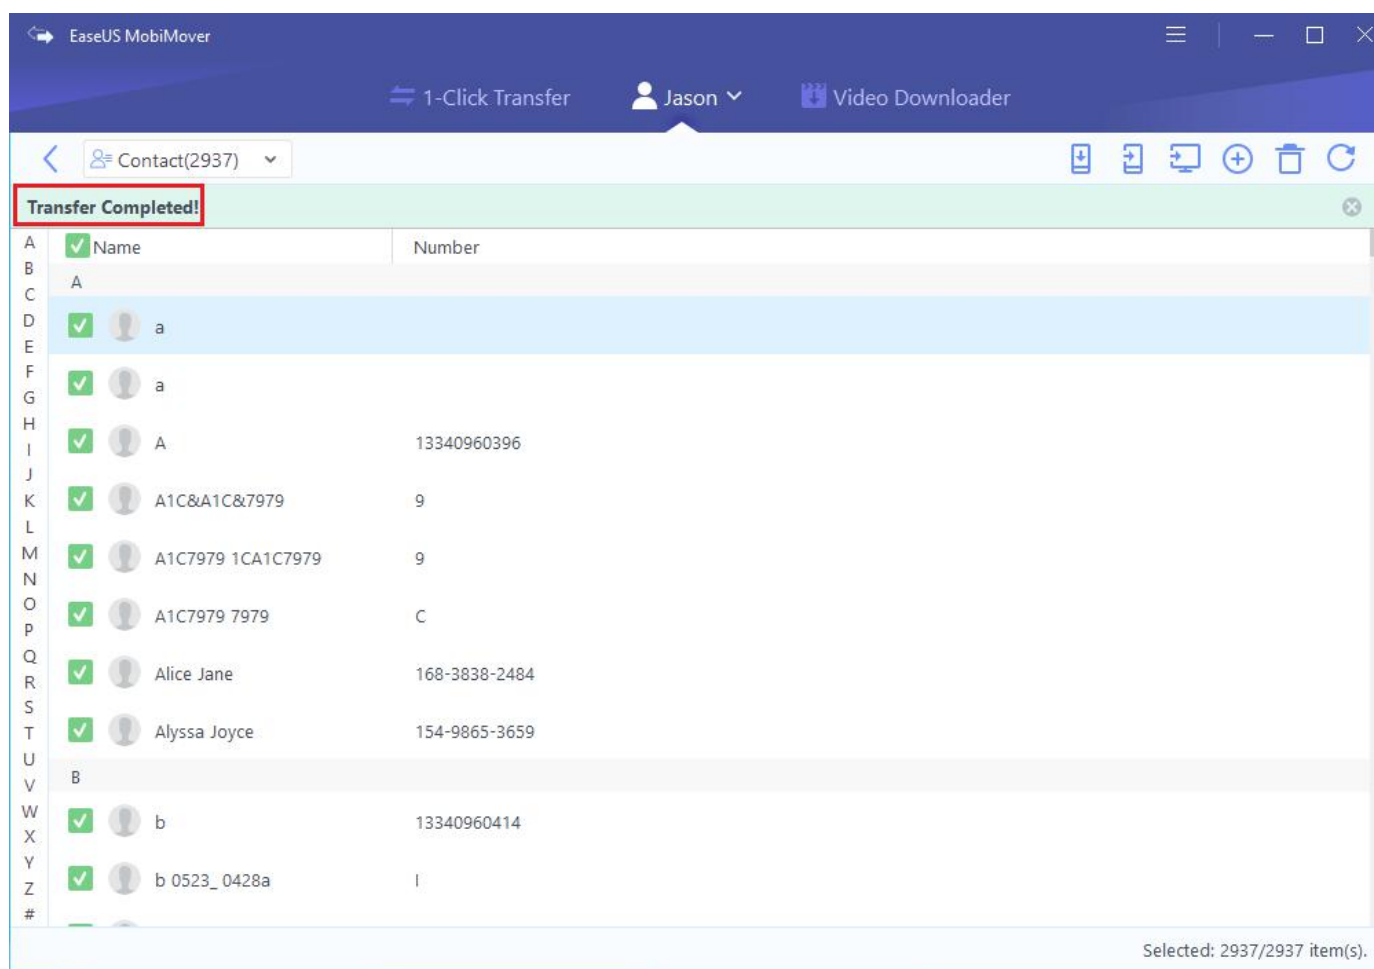 EaseUS MobiMover
1-Click Transfer Jason Video Downloader
Contact(2937)
Transfer Completed!
Name Number
A
a
a
A 13340960396
A1C&A1C&7979 9
A1C7979 1CA1C7979 9
A1C7979 7979 C
Alice Jane 168-3838-2484
Alyssa Joyce 154-9865-3659
B
b 13340960414
b 0523_ 0428a I
A
B
C
D
E
F
G
H
I
J
K
L
M
N
O
P
Q
R
S
T
U
V
W
X
Y
Z
#
Selected: 2937/2937 item(s).